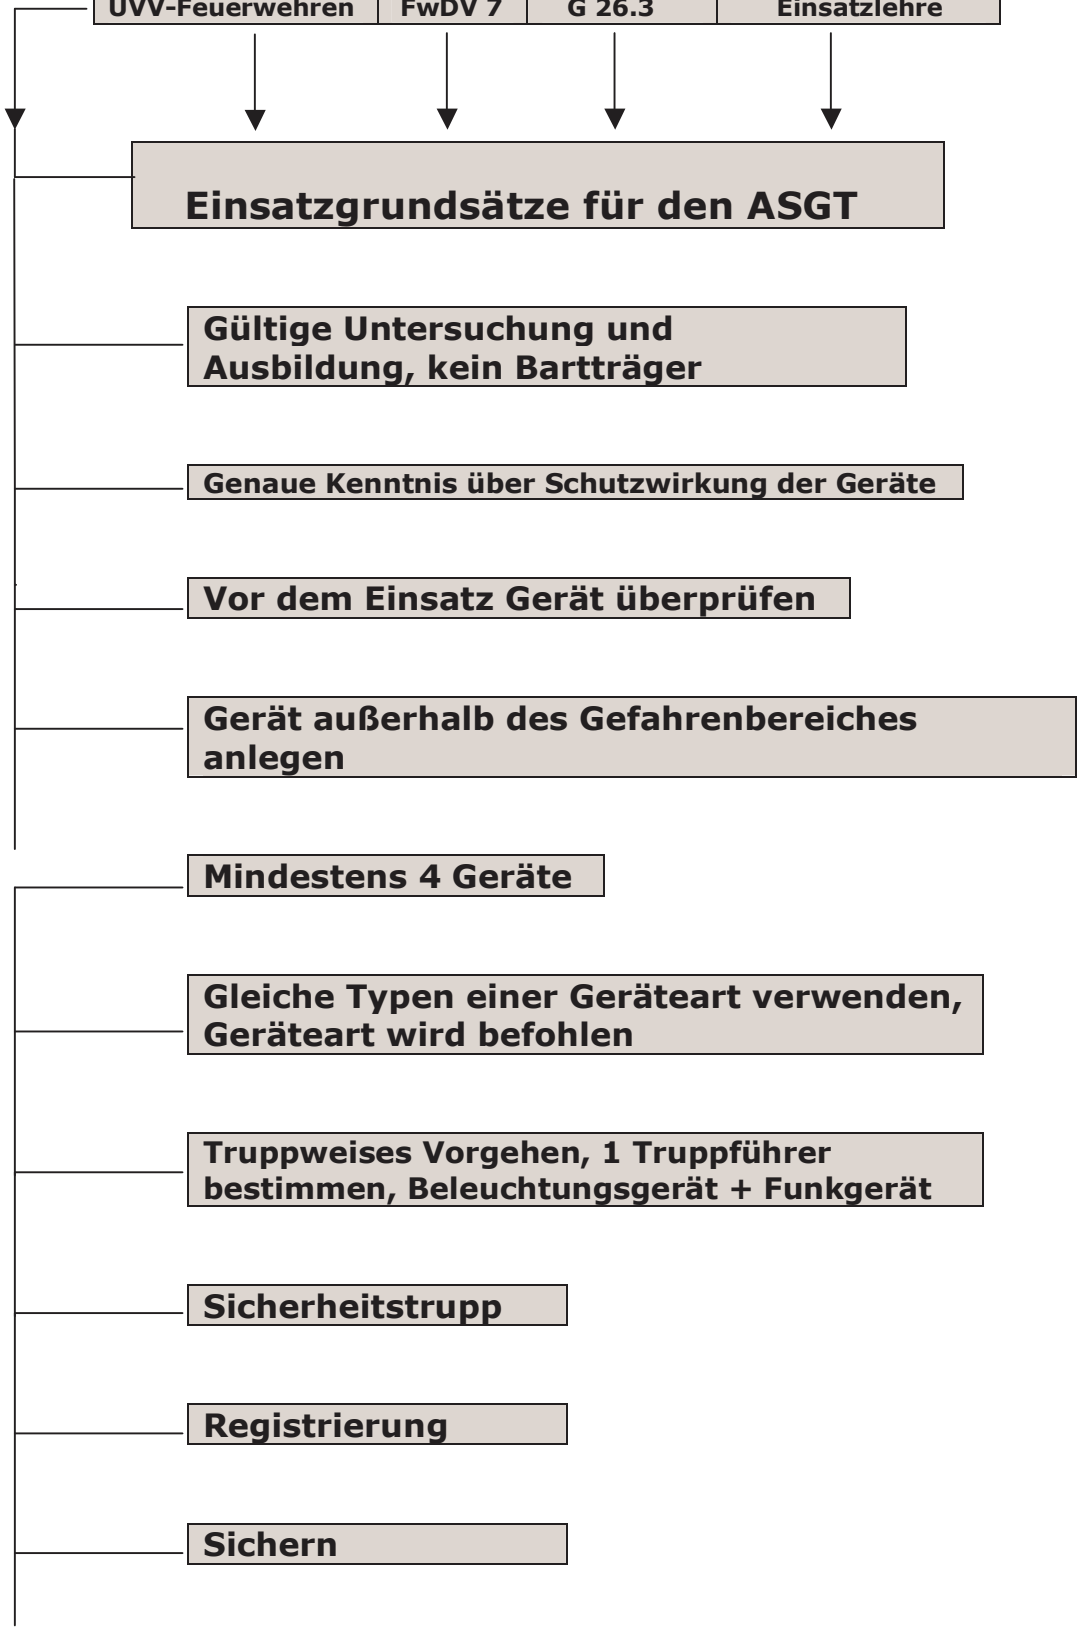 UVV-Feuerwehren FwDV 7 G 26.3 Einsatzlehre
Einsatzgrundsätze für den ASGT
Gültige Untersuchung und
Ausbildung, kein Bartträger
Genaue Kenntnis über Schutzwirkung der Geräte
Vor dem Einsatz Gerät überprüfen
Gerät außerhalb des Gefahrenbereiches
anlegen
Mindestens 4 Geräte
Gleiche Typen einer Geräteart verwenden,
Geräteart wird befohlen
Truppweises Vorgehen, 1 Truppführer
bestimmen, Beleuchtungsgerät + Funkgerät
Sicherheitstrupp
Registrierung
Sichern